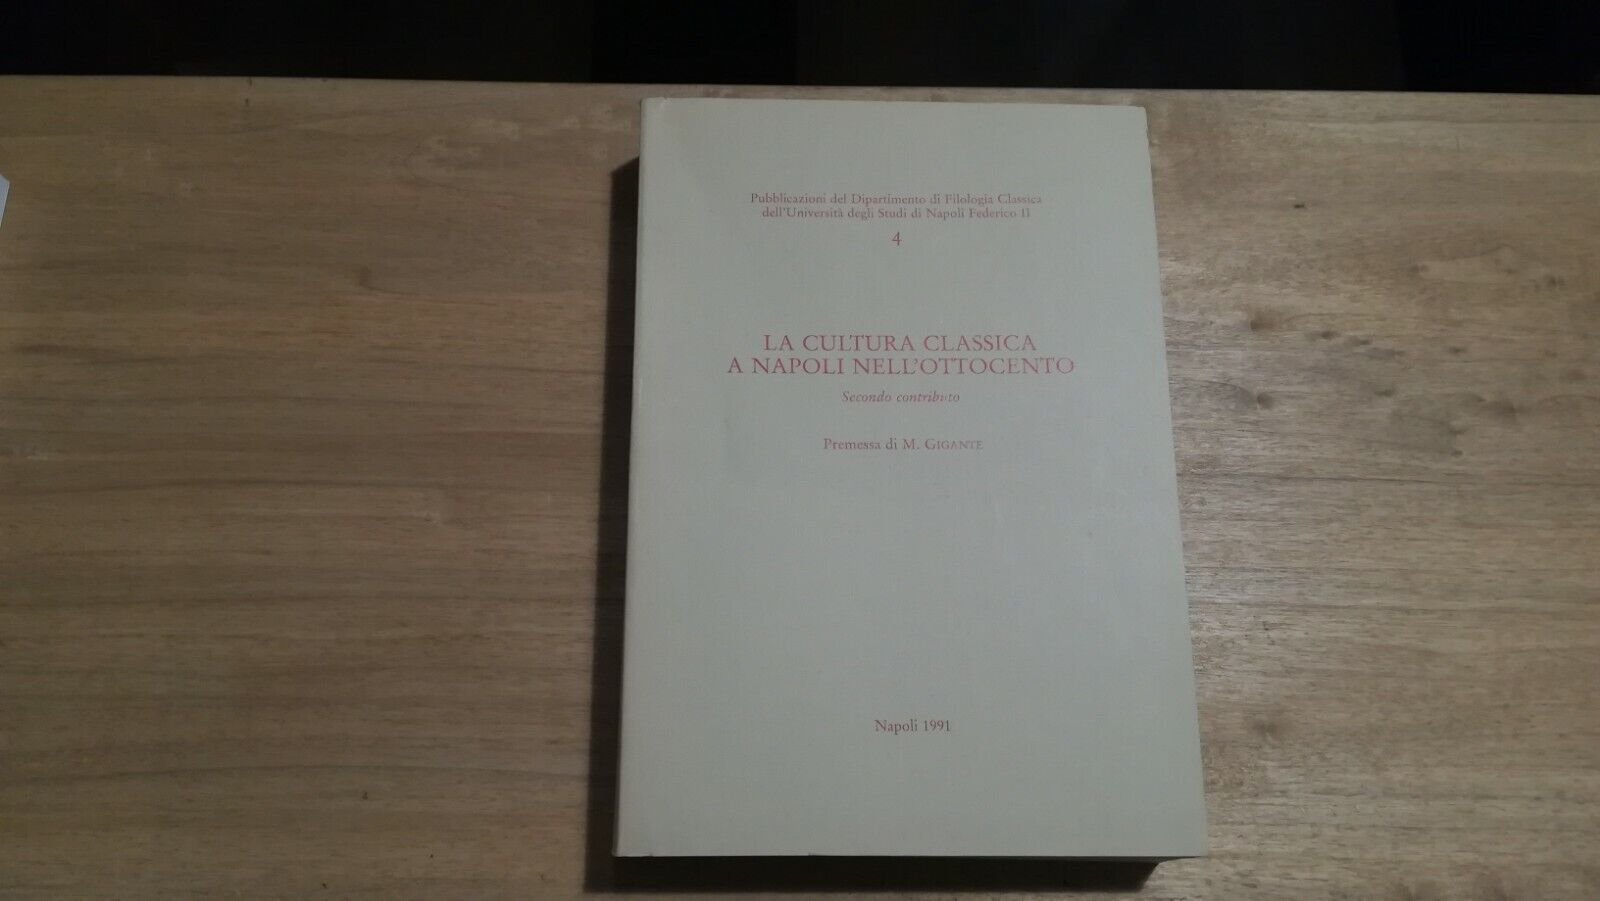 Pubblicazioni del Dipartimento di Filologia Classica
dell'Università degli Studi di Napoli Federico II
4
LA CULTURA CLASSICA
A NAPOLI NELL'OTTOCENTO
Secondo contributo
Premessa di M. GIGANTE
Napoli 1991